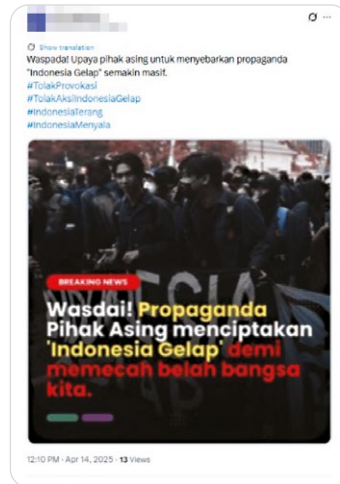 Show translation
Waspada! Upaya pihak asing untuk menyebarkan propaganda
"Indonesia Gelap" semakin masif.
#TolakProvokasi
#TolakAksiIndonesiaGelap
#IndonesiaTerang
#IndonesiaMenyala
BREAKING NEWS
Wasdai! Propaganda
Pihak Asing menciptakan
'Indonesia Gelap' demi
memecah belah bangsa
kita.
12:10 PM · Apr 14, 2025 · 13 Views